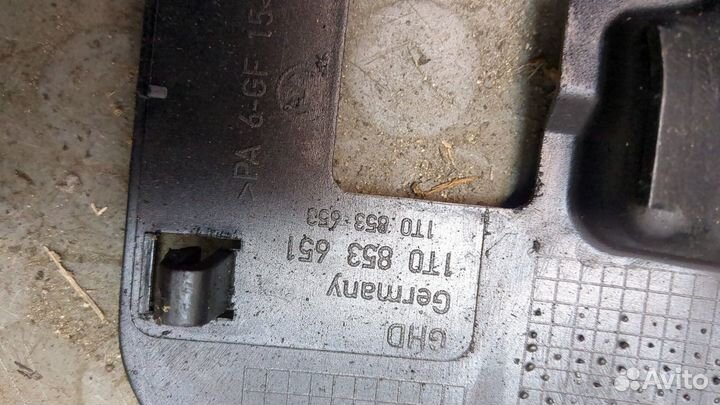 >PA 6-GF 15<
GHD
Germany
1T0 853 651
1T0 853 653
Avito